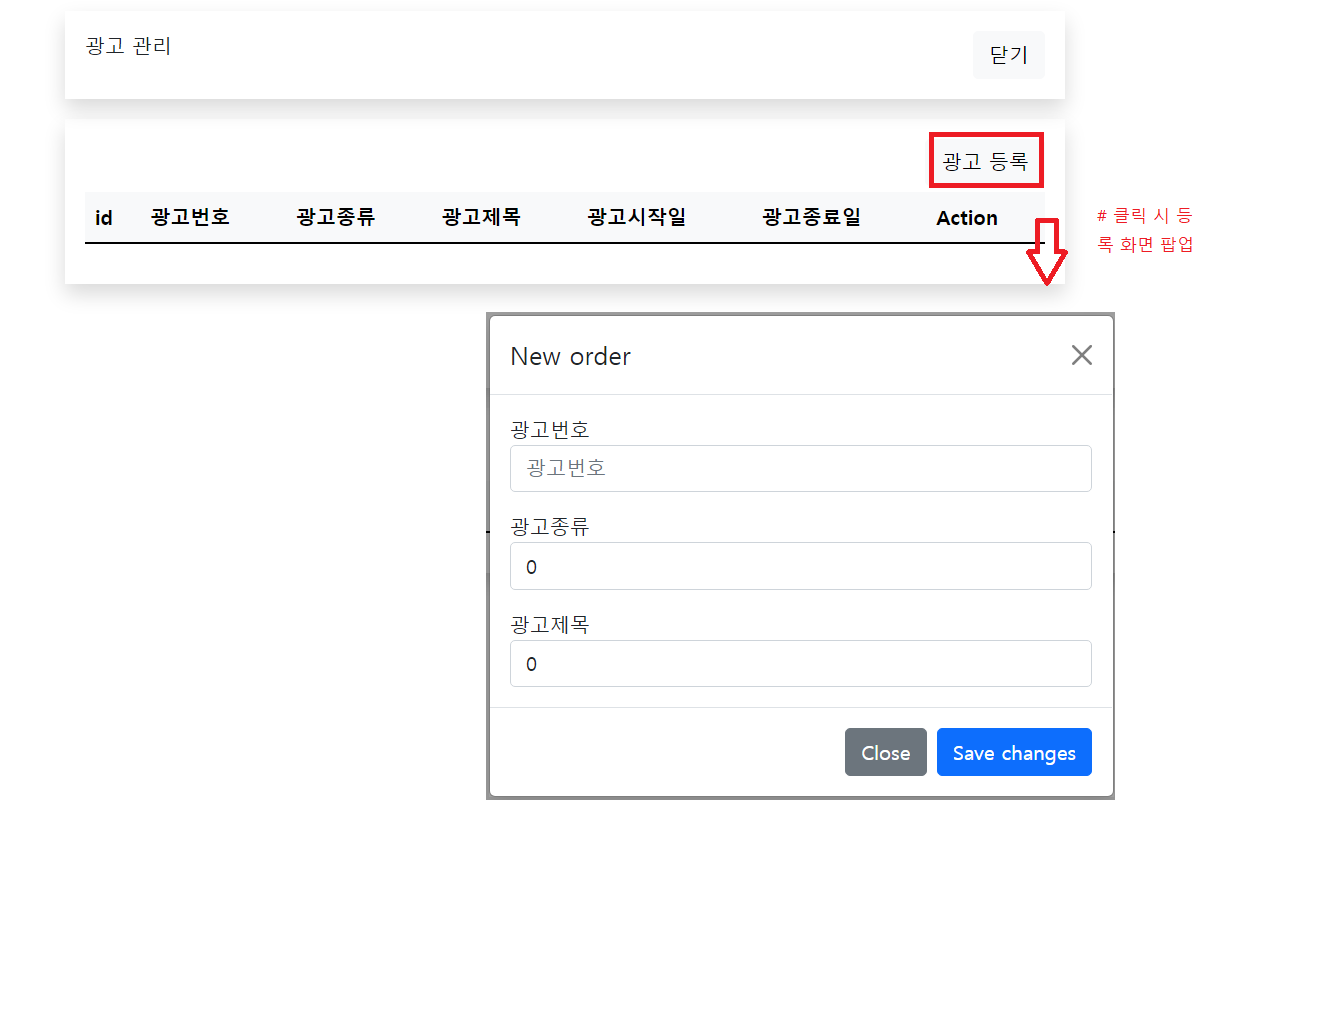 광고 관리
닫기
광고 등록
id 광고번호 광고종류 광고제목 광고시작일 광고종료일 Action
# 클릭 시 등
록 화면 팝업
New order
광고번호
광고번호
광고종류
0
광고제목
0
Close Save changes